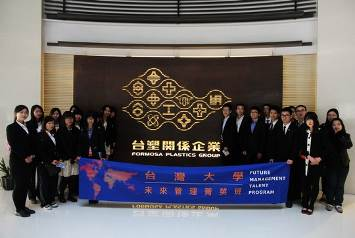 台塑關係企業
FORMOSA PLASTICS GROUP
台灣大學
未來管理菁英班
FUTURE
MANAGEMENT
TALENT
PROGRAM